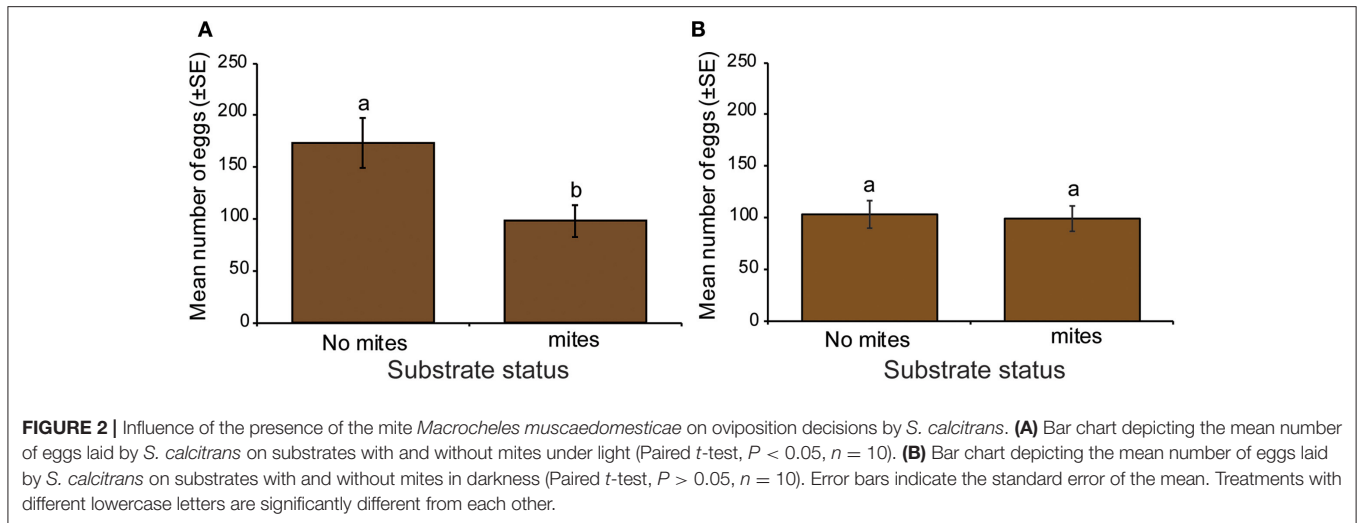 A
250
200
150
100
50
0
Mean number of eggs (±SE)
a
b
No mites
mites
Substrate status
B
250
200
150
100
50
0
Mean number of eggs (±SE)
a
a
No mites
mites
Substrate status
FIGURE 2 | Influence of the presence of the mite Macrocheles muscaedomesticae on oviposition decisions by S. calcitrans. (A) Bar chart depicting the mean number
of eggs laid by S. calcitrans on substrates with and without mites under light (Paired t-test, P < 0.05, n = 10). (B) Bar chart depicting the mean number of eggs laid
by S. calcitrans on substrates with and without mites in darkness (Paired t-test, P > 0.05, n = 10). Error bars indicate the standard error of the mean. Treatments with
different lowercase letters are significantly different from each other.